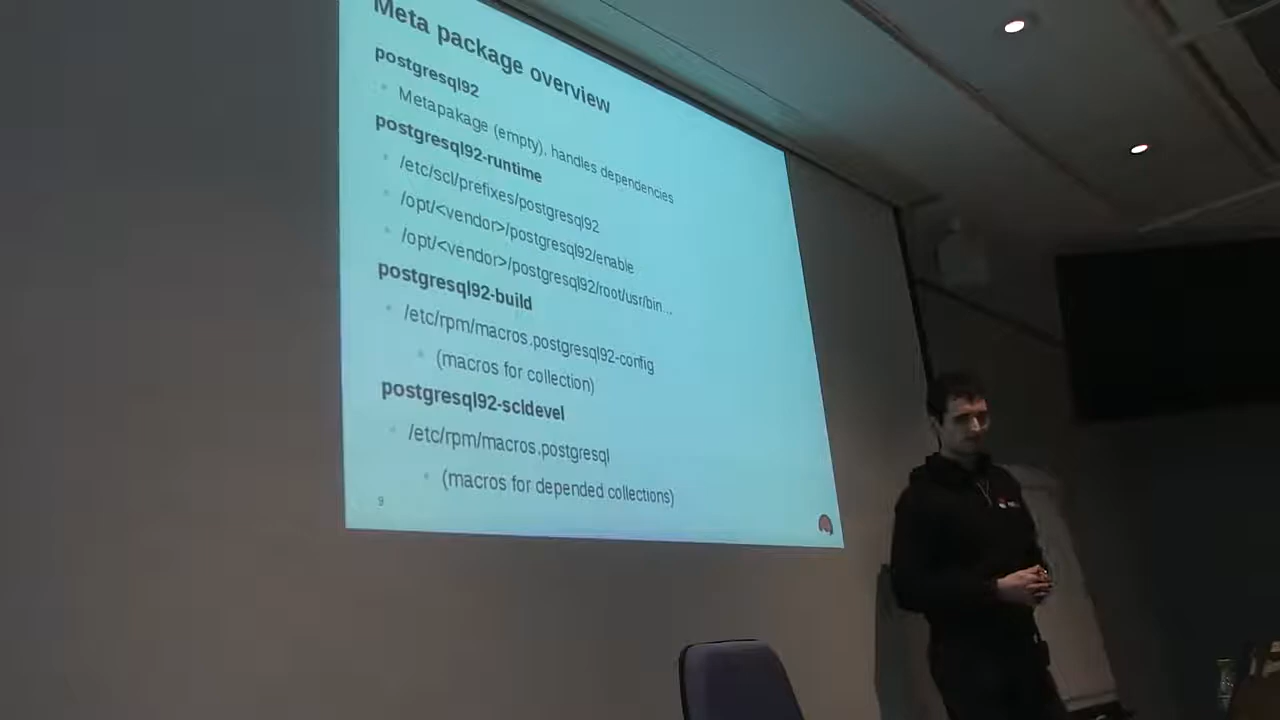 Meta package overview
postgresql92
Metapakage (empty), handles dependencies
postgresql92-runtime
/etc/scl/prefixes/postgresql92
/opt/<vendor>/postgresql92/enable
/opt/<vendor>/postgresql92/root/usr/bin...
postgresql92-build
/etc/rpm/macros.postgresql92-config
(macros for collection)
postgresql92-scldevel
/etc/rpm/macros.postgresql
(macros for depended collections)
9